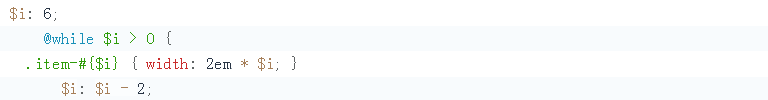 $i: 6;
@while $i > 0 {
.item-#{$i} { width: 2em * $i; }
$i: $i - 2;